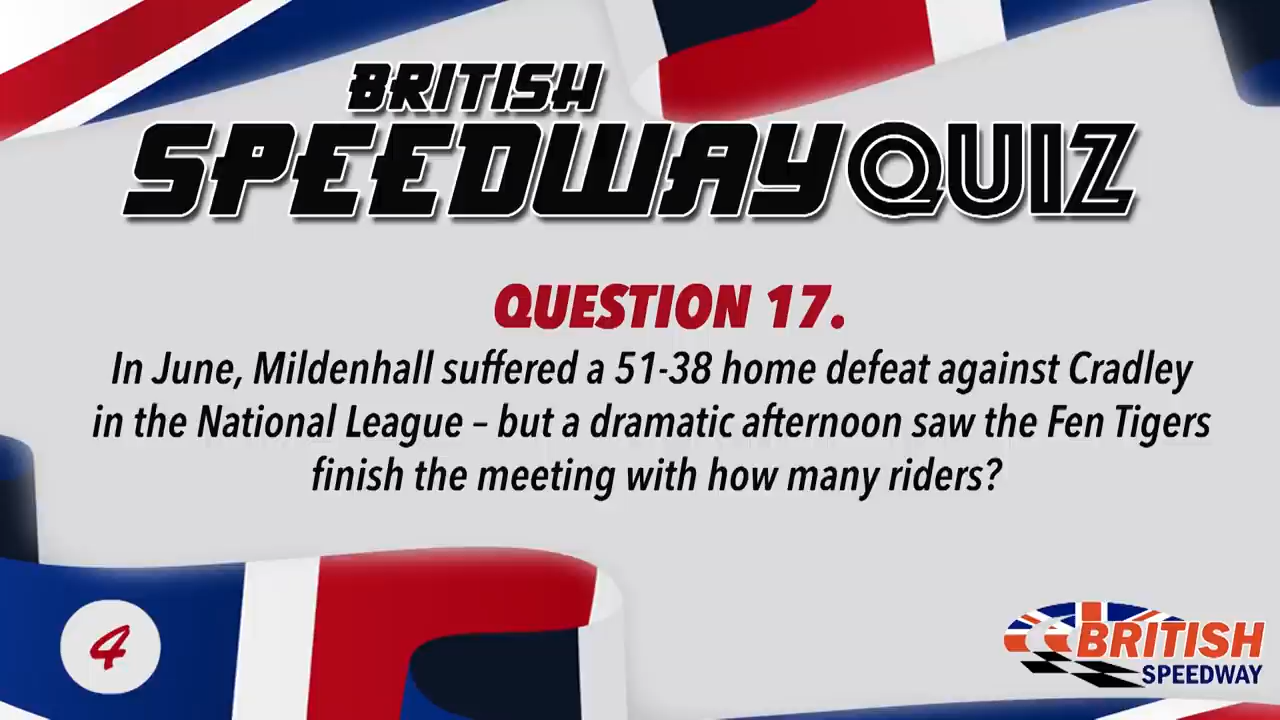 BRITISH
SPEEDWAY QUIZ
QUESTION 17.
In June, Mildenhall suffered a 51-38 home defeat against Cradley
in the National League – but a dramatic afternoon saw the Fen Tigers
finish the meeting with how many riders?
4
BRITISH
SPEEDWAY